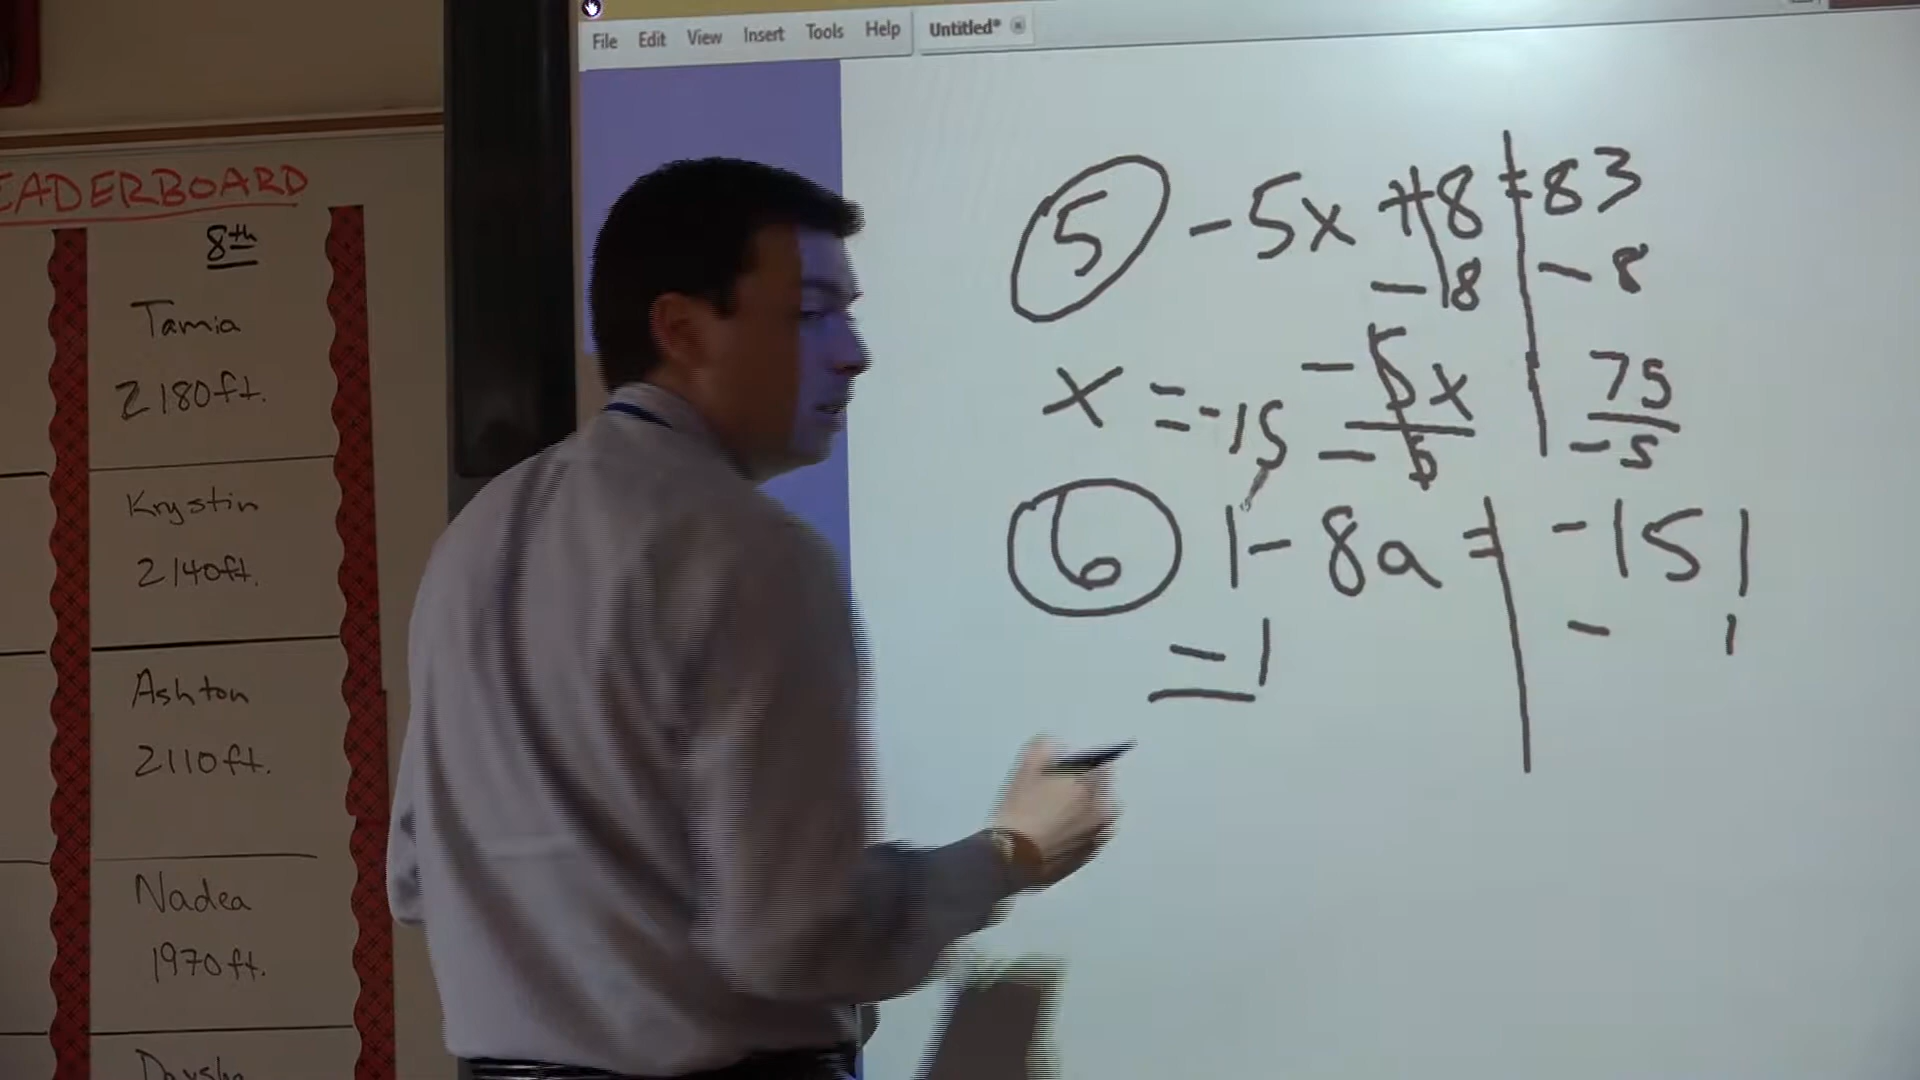 File Edit View Insert Tools Help Untitled*
EADERBOARD
8th
Tamia
2180ft.
Krystin
2140ft.
Ashton
2110ft.
Nadea
1970ft.
5 -5x +8 = 83
-8 -8
-5x 75
x = -15
-5 -5
6 1 - 8a = -151
-1 - 1